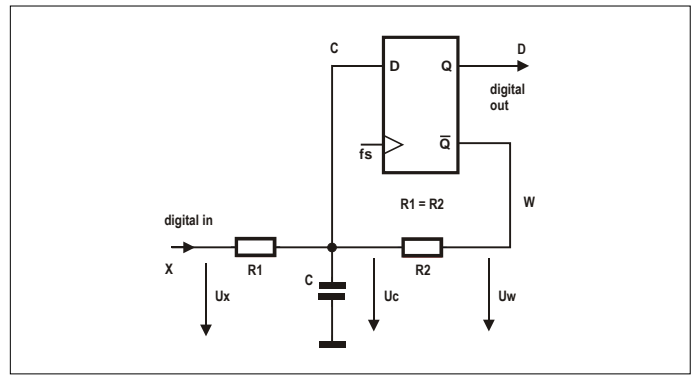 C
D
D
Q
digital
out
fs
Q̅
R1 = R2
W
digital in
X
R1
R2
C
Ux
Uc
Uw